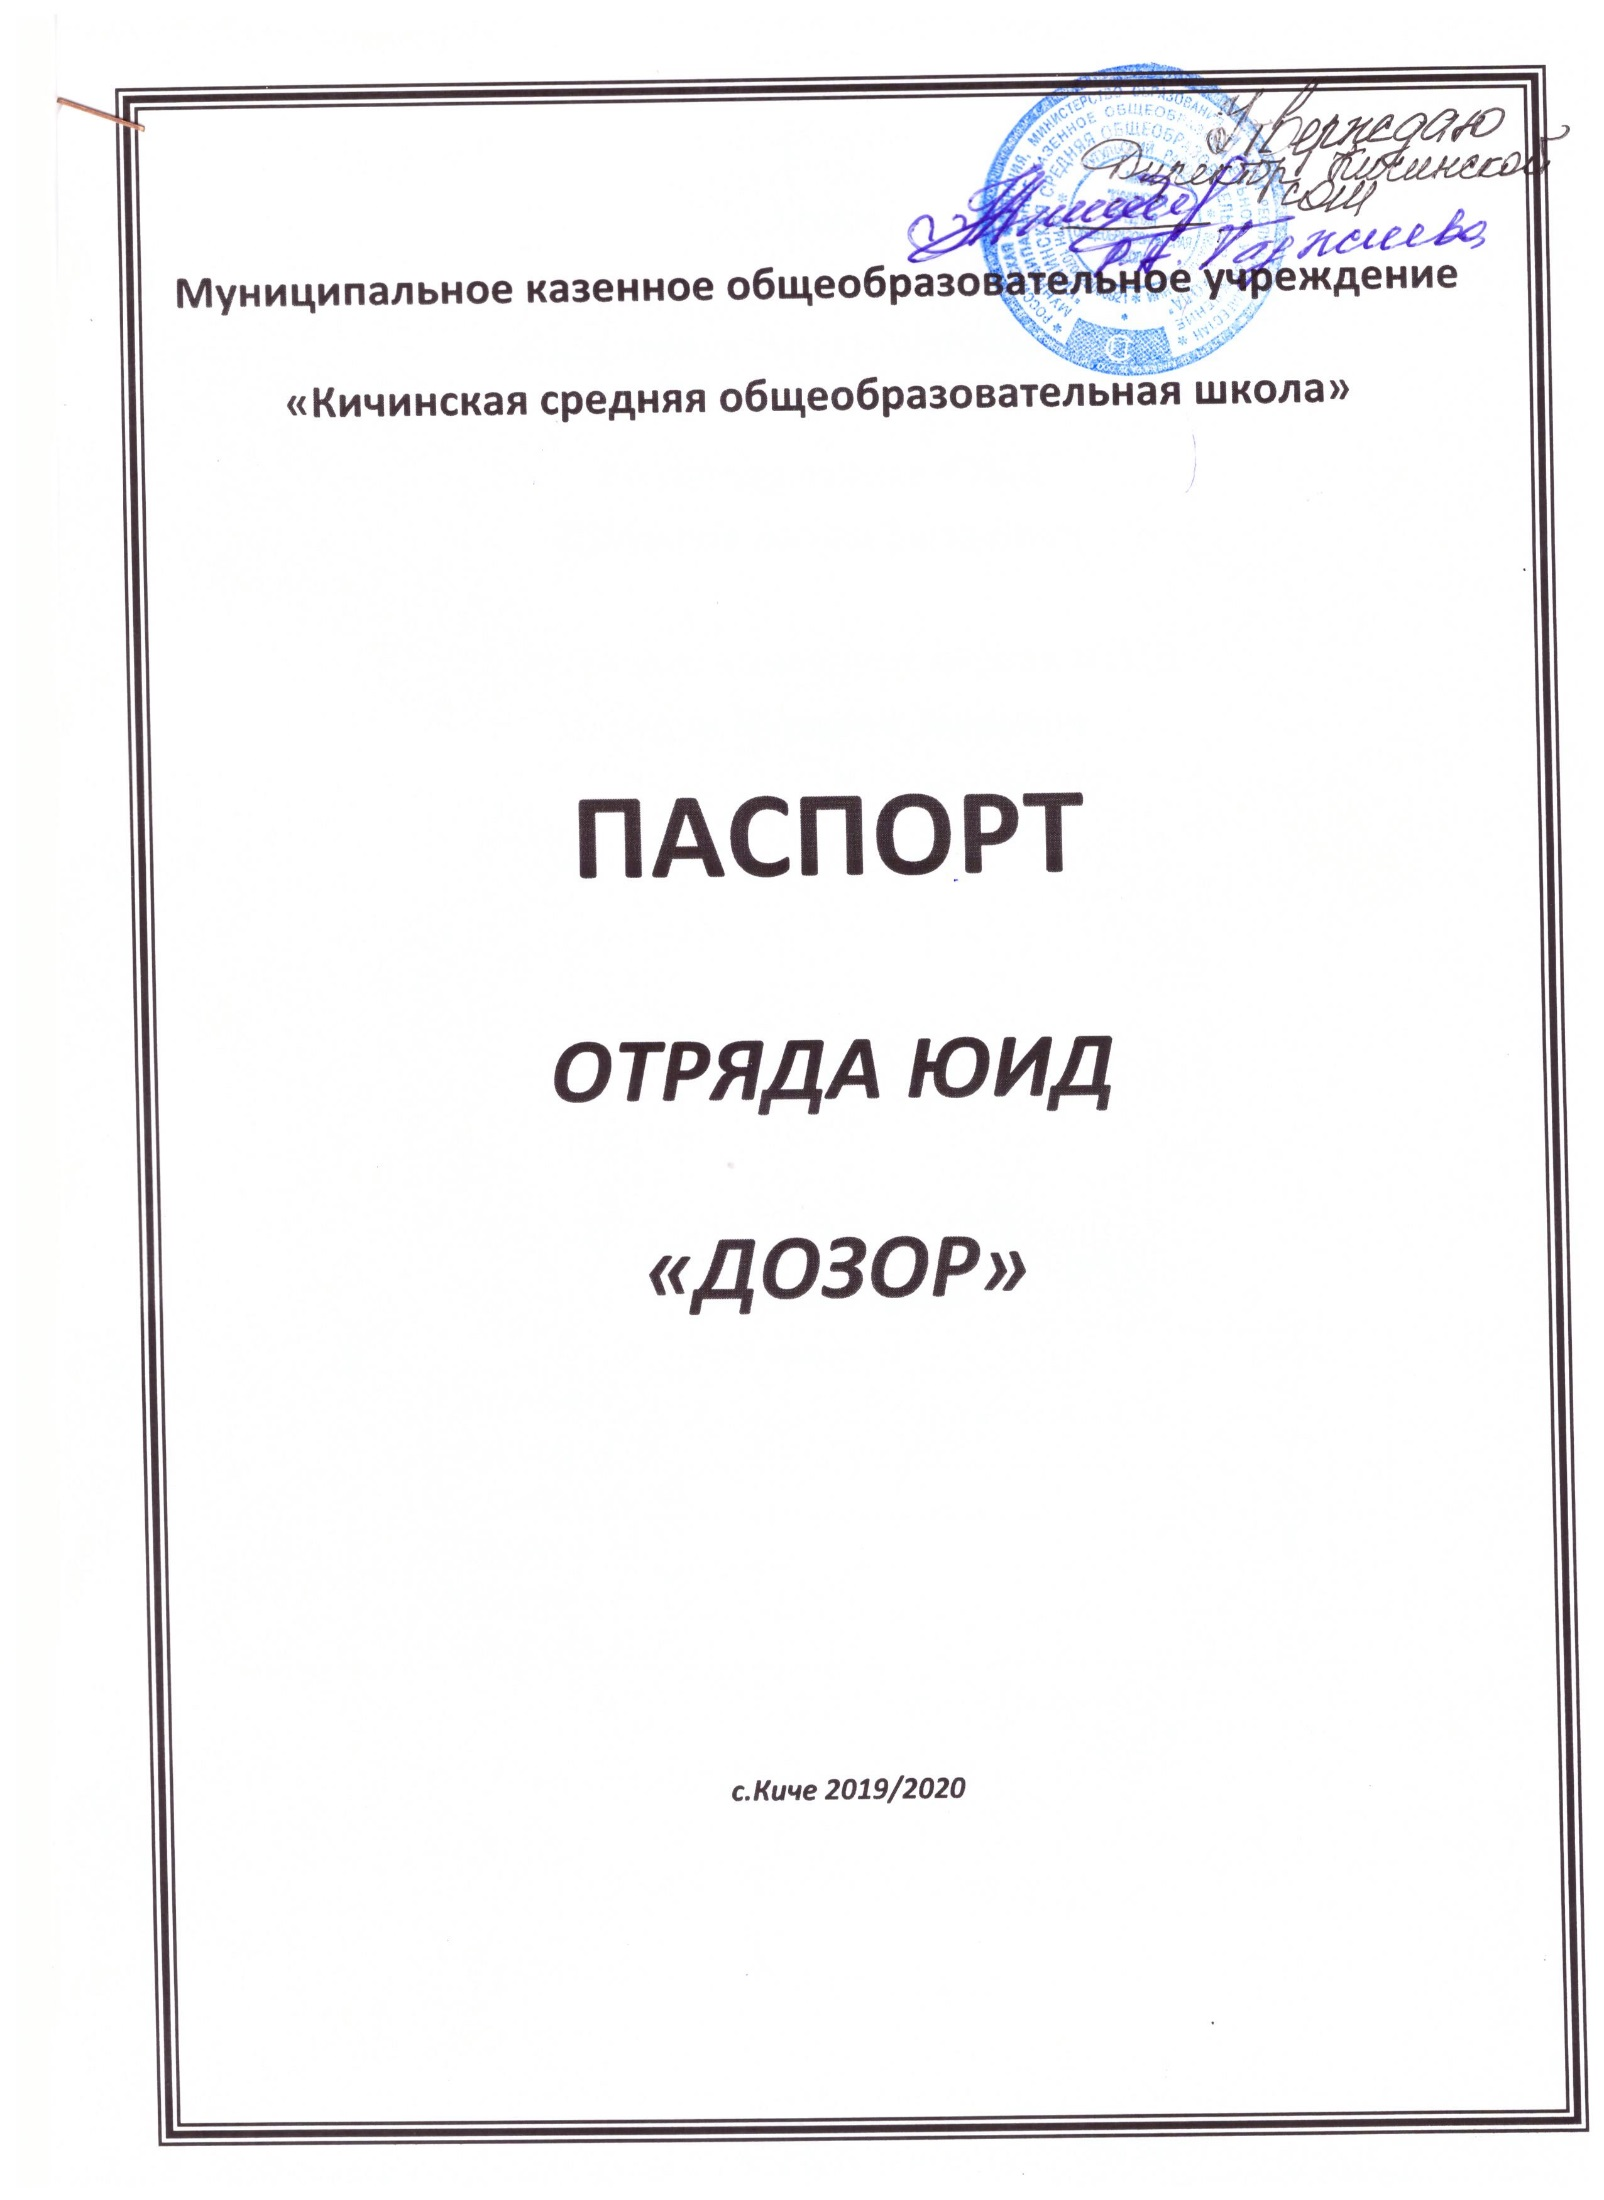 Утверждаю
Директор Кичинской
СОШ
Муниципальное казенное общеобразовательное учреждение
«Кичинская средняя общеобразовательная школа»
ПАСПОРТ
ОТРЯДА ЮИД
«ДОЗОР»
с.Киче 2019/2020